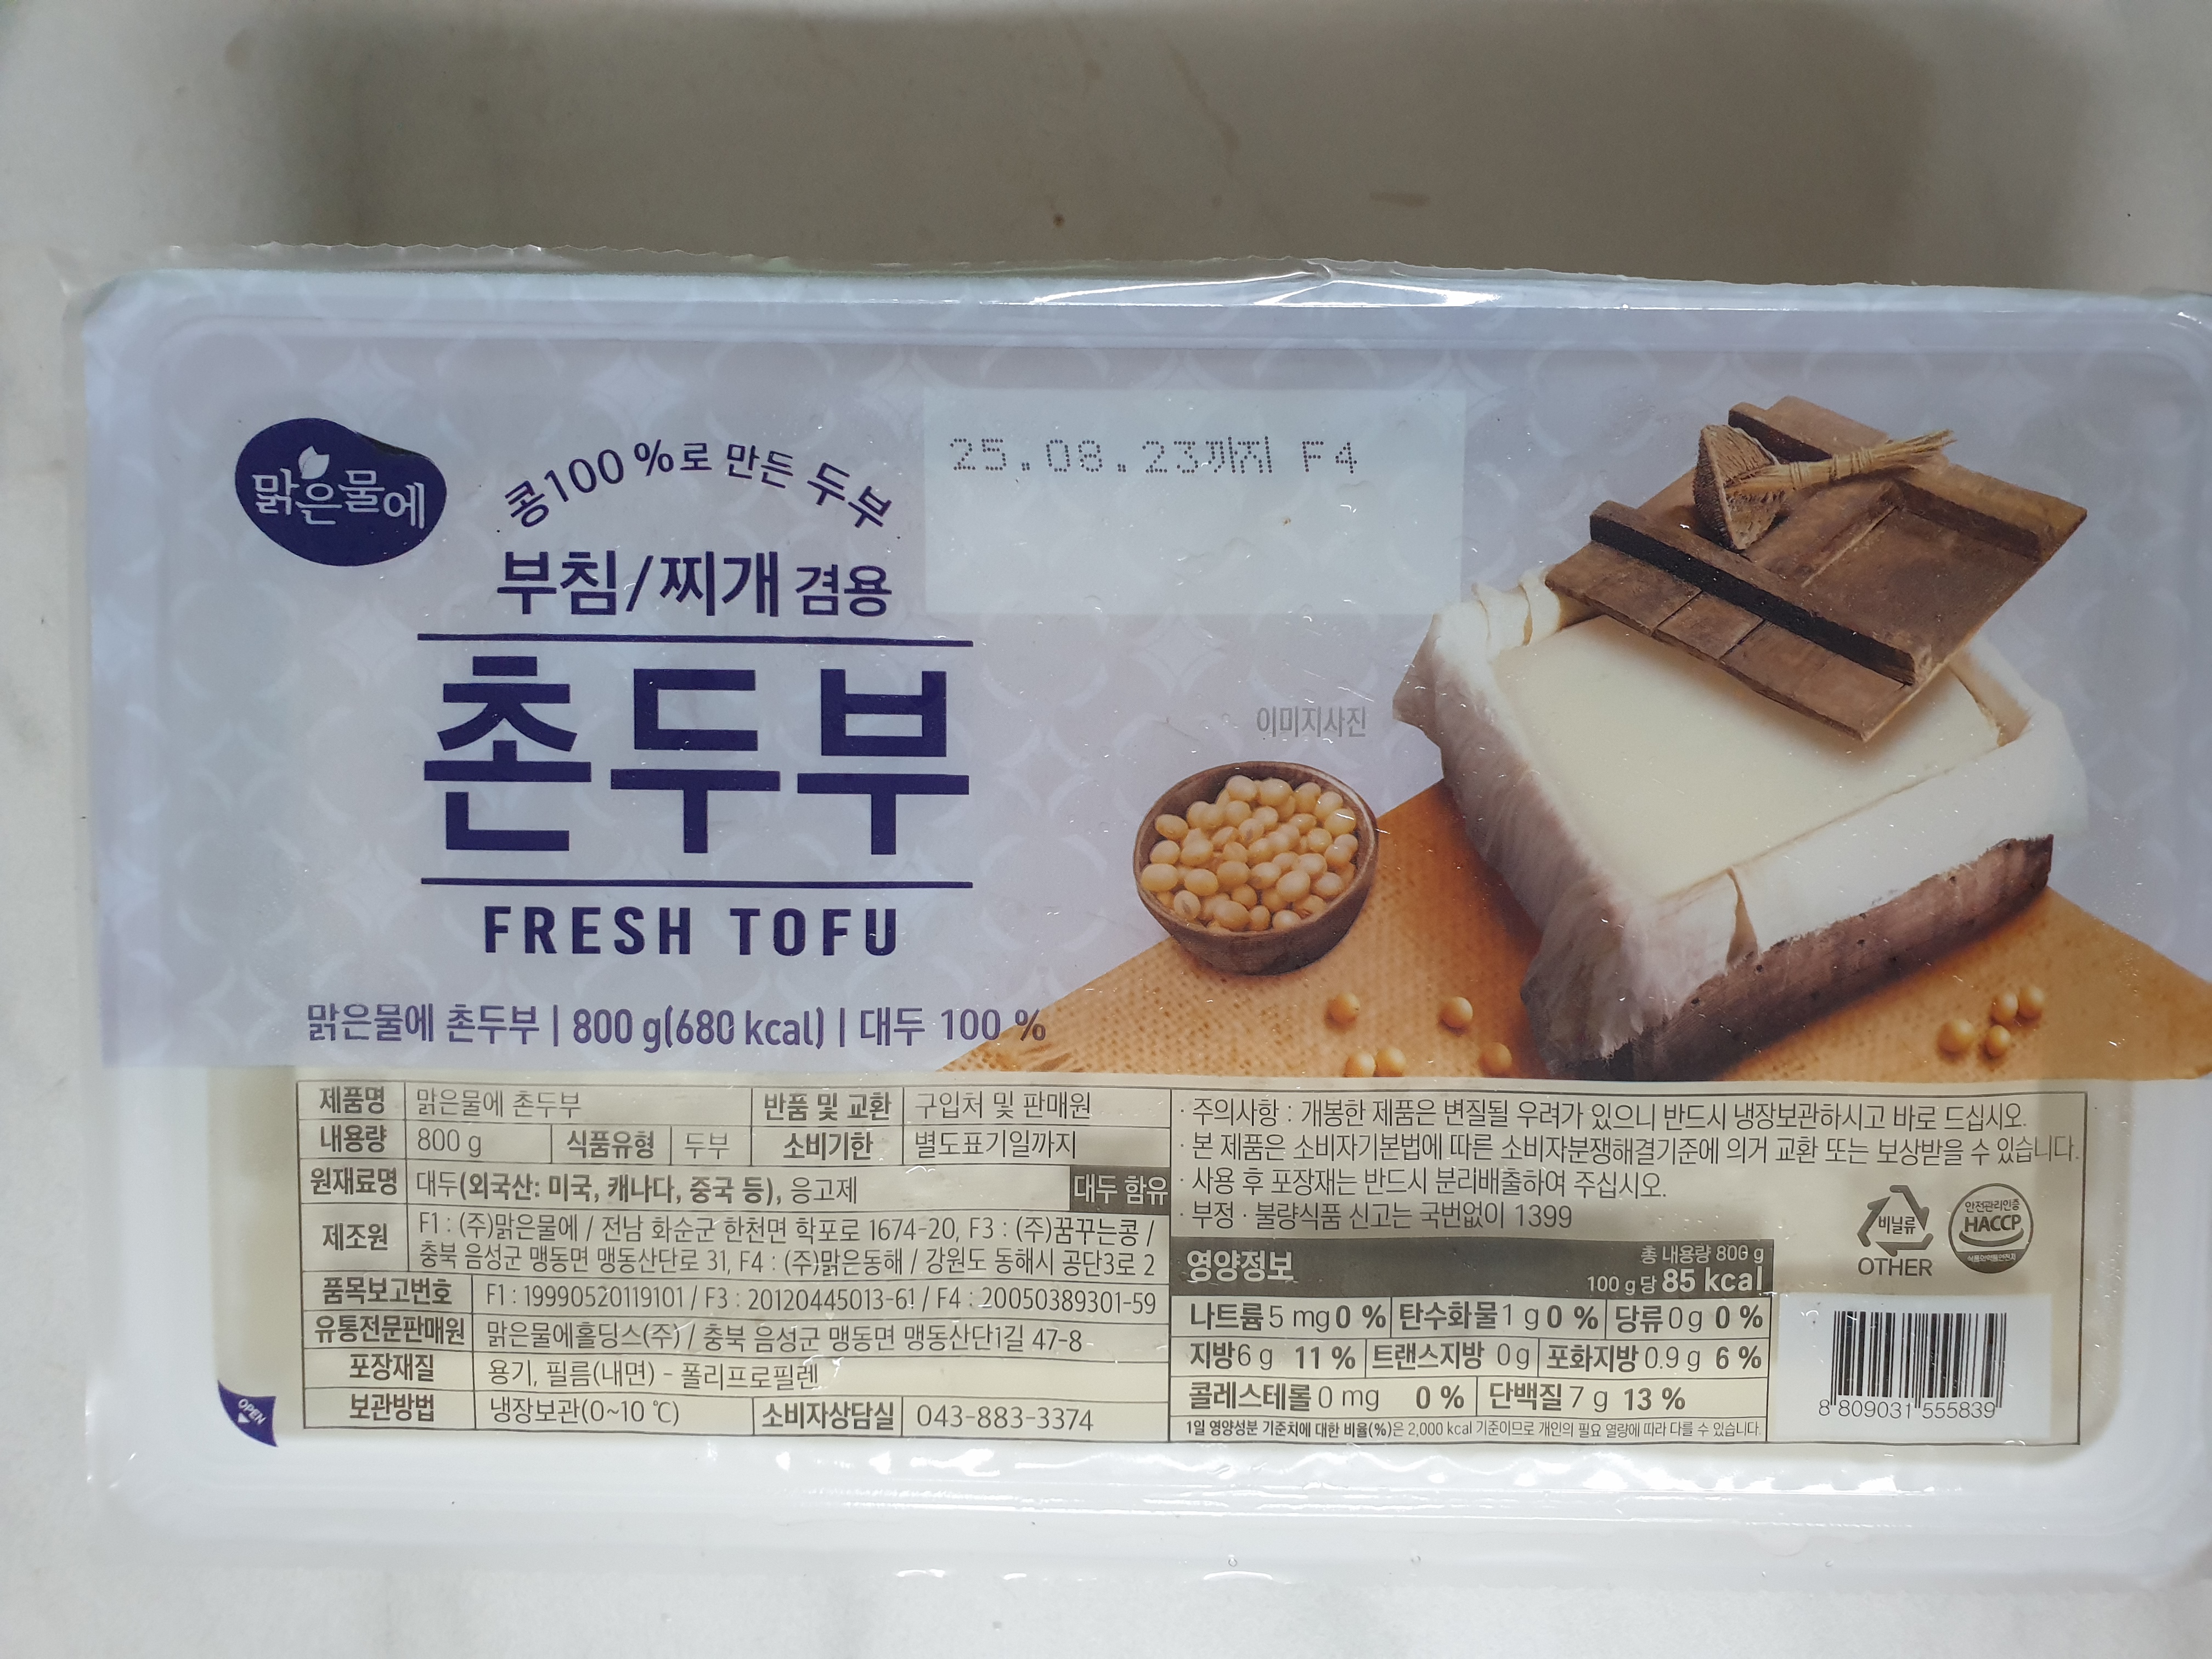 맑은물에
콩100 %로 만든 두부
25.08.23까지 F4
부침/찌개 겸용
촌두부
FRESH TOFU
이미지사진
맑은물에 촌두부 | 800 g(680 kcal) | 대두 100 %
제품명 맑은물에 촌두부 반품 및 교환 구입처 및 판매원
내용량 800 g 식품유형 두부 소비기한 별도표기일까지
원재료명 대두(외국산: 미국, 캐나다, 중국 등), 응고제 대두 함유
제조원 F1 : (주)맑은물에 / 전남 화순군 한천면 학포로 1674-20, F3 : (주)꿈꾸는콩 /
충북 음성군 맹동면 맹동산단로 31, F4 : (주)맑은동해 / 강원도 동해시 공단3로 2
품목보고번호 F1 : 19990520119101 / F3 : 20120445013-61 / F4 : 20050389301-59
유통전문판매원 맑은물에홀딩스(주) / 충북 음성군 맹동면 맹동산단1길 47-8
포장재질 용기, 필름(내면) - 폴리프로필렌
보관방법 냉장보관(0~10 ℃) 소비자상담실 043-883-3374
OPEN
· 주의사항 : 개봉한 제품은 변질될 우려가 있으니 반드시 냉장보관하시고 바로 드십시오.
· 본 제품은 소비자기본법에 따른 소비자분쟁해결기준에 의거 교환 또는 보상받을 수 있습니다.
· 사용 후 포장재는 반드시 분리배출하여 주십시오.
· 부정 · 불량식품 신고는 국번없이 1399
영양정보 총 내용량 800 g
100 g당 85 kcal
나트륨 5 mg 0 % 탄수화물 1 g 0 % 당류 0 g 0 %
지방 6 g 11 % 트랜스지방 0 g 포화지방 0.9 g 6 %
콜레스테롤 0 mg 0 % 단백질 7 g 13 %
1일 영양성분 기준치에 대한 비율(%)은 2,000 kcal 기준이므로 개인의 필요 열량에 따라 다를 수 있습니다.
비닐류
OTHER
안전관리인증
HACCP
8 809031 555839